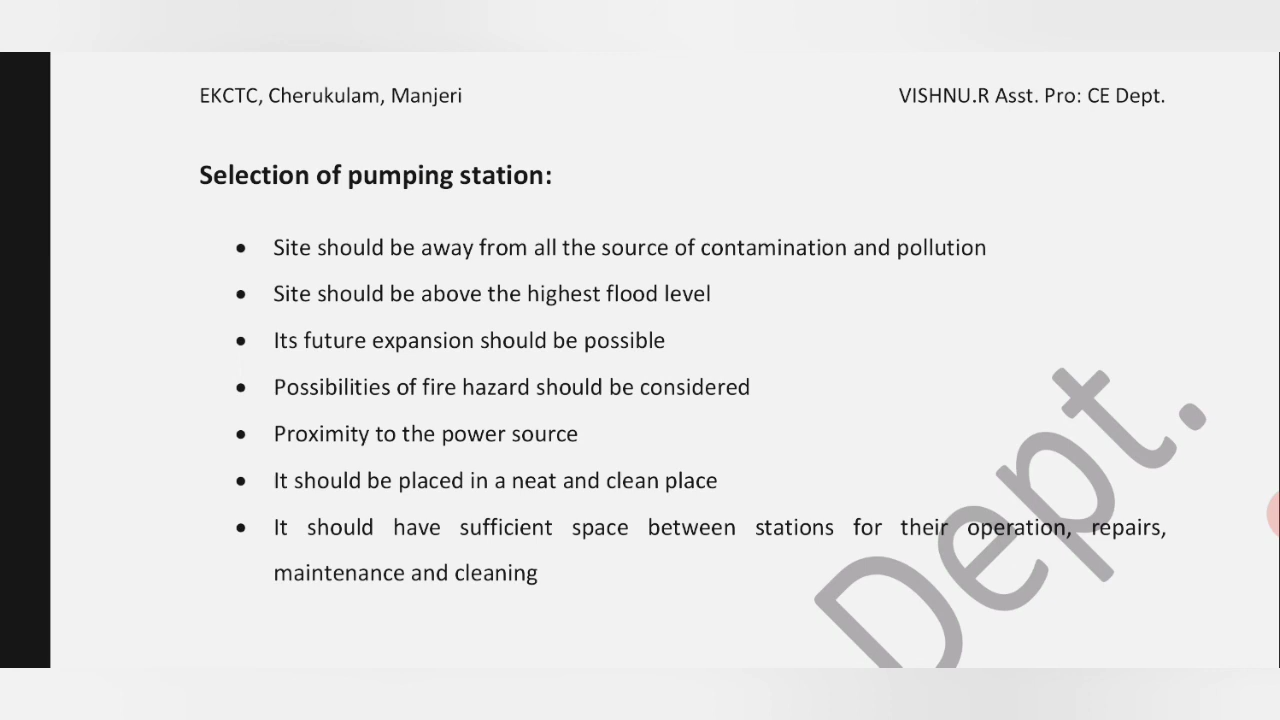 EKCTC, Cherukulam, Manjeri VISHNU.R Asst. Pro: CE Dept.
Selection of pumping station:
• Site should be away from all the source of contamination and pollution
• Site should be above the highest flood level
• Its future expansion should be possible
• Possibilities of fire hazard should be considered
• Proximity to the power source
• It should be placed in a neat and clean place
• It should have sufficient space between stations for their operation, repairs,
maintenance and cleaning
Dept.